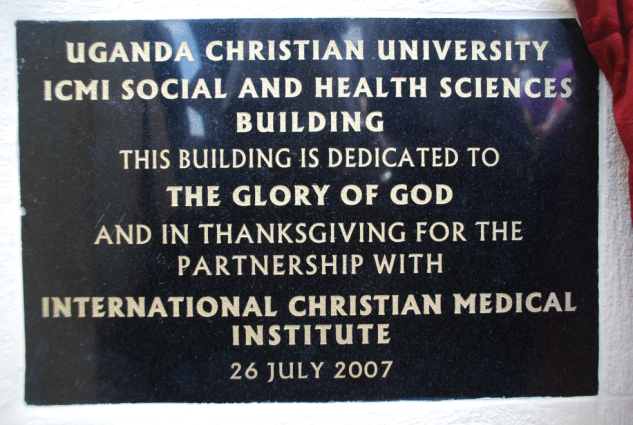 UGANDA CHRISTIAN UNIVERSITY
ICMI SOCIAL AND HEALTH SCIENCES
BUILDING
THIS BUILDING IS DEDICATED TO
THE GLORY OF GOD
AND IN THANKSGIVING FOR THE
PARTNERSHIP WITH
INTERNATIONAL CHRISTIAN MEDICAL
INSTITUTE
26 JULY 2007